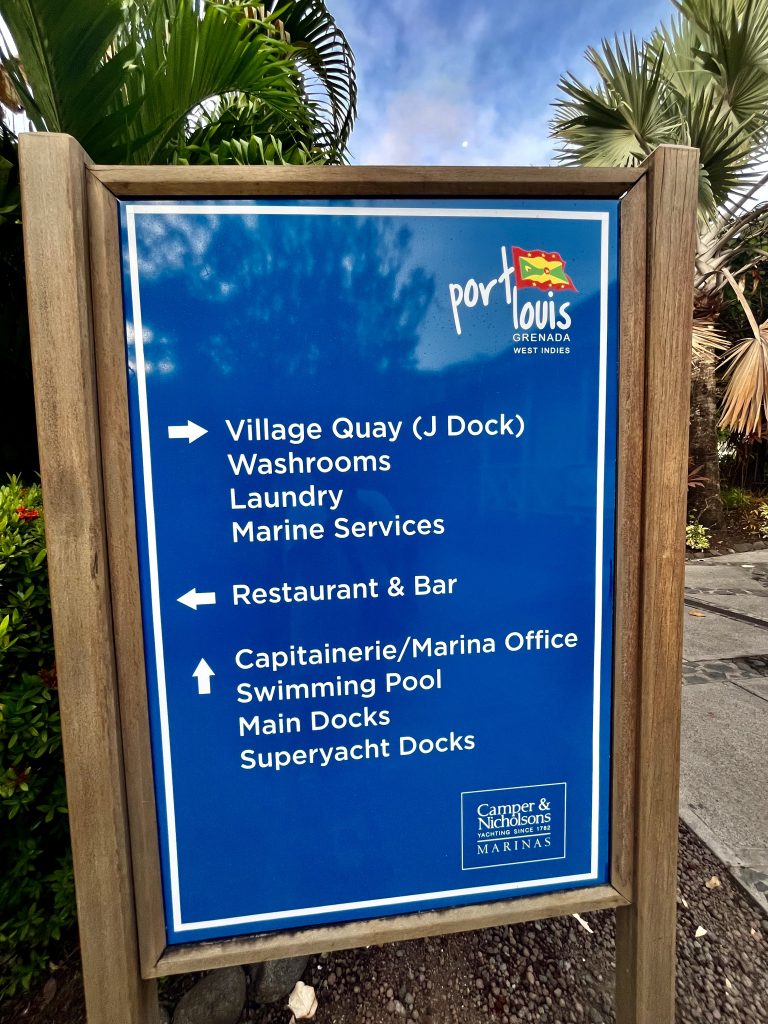 port
louis
GRENADA
WEST INDIES
Village Quay (J Dock)
Washrooms
Laundry
Marine Services
Restaurant & Bar
Capitainerie/Marina Office
Swimming Pool
Main Docks
Superyacht Docks
Camper &
Nicholsons
YACHTING SINCE 1782
MARINAS